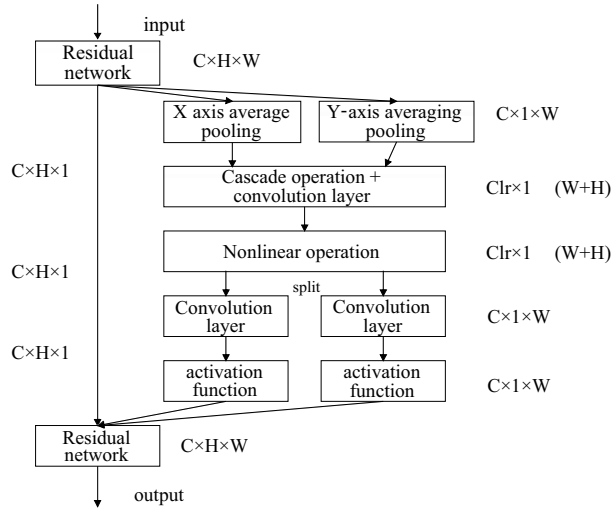 input
Residual
network
C×H×W
X axis average
pooling
Y-axis averaging
pooling
C×1×W
C×H×1
Cascade operation +
convolution layer
Clr×1 (W+H)
Nonlinear operation
Clr×1 (W+H)
C×H×1
split
Convolution
layer
Convolution
layer
C×1×W
C×H×1
activation
function
activation
function
C×1×W
Residual
network
C×H×W
output